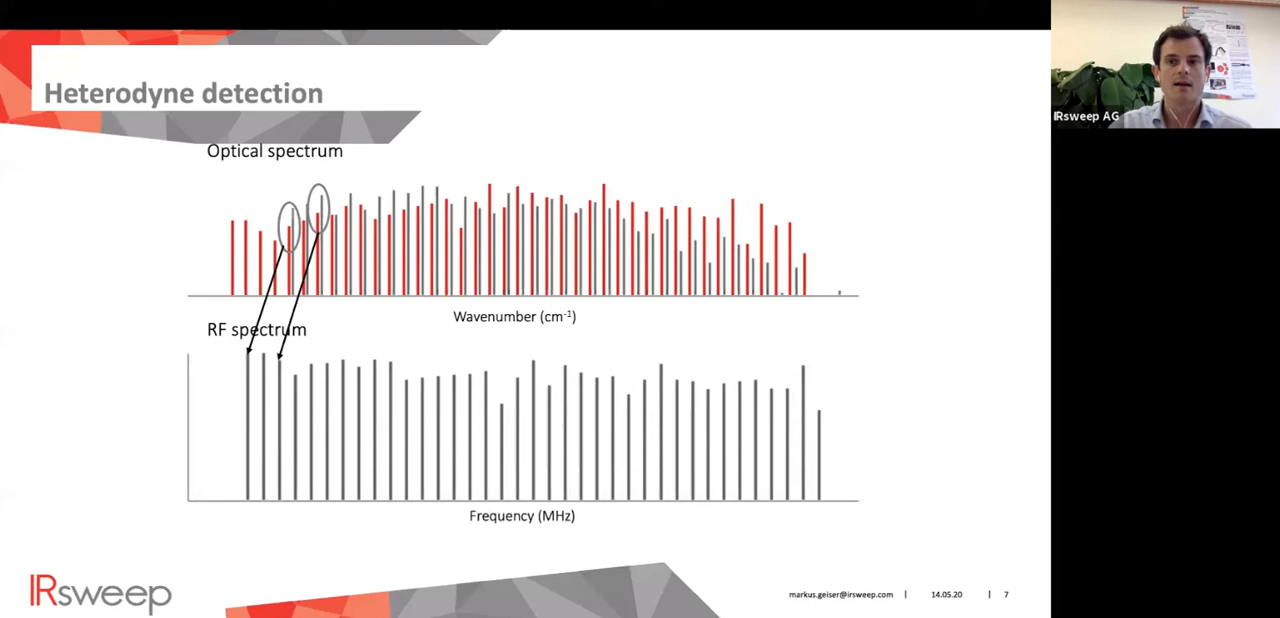 Heterodyne detection
Optical spectrum
Wavenumber (cm⁻¹)
RF spectrum
Frequency (MHz)
IRsweep
markus.geiser@irsweep.com | 14.05.20 | 7
IRsweep AG